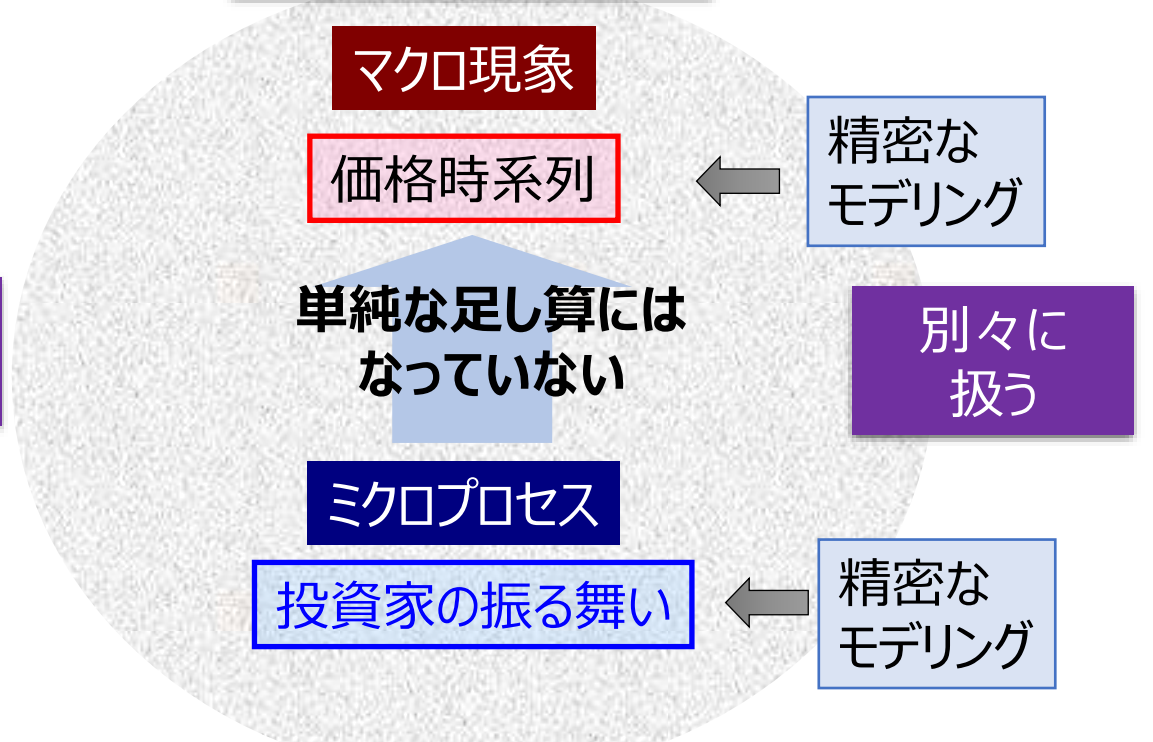 マクロ現象
価格時系列
精密な
モデリング
単純な足し算には
なっていない
別々に
扱う
ミクロプロセス
投資家の振る舞い
精密な
モデリング